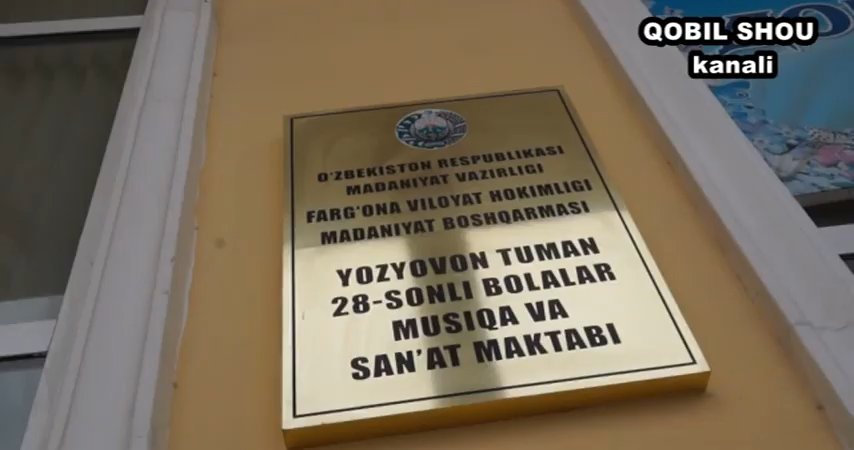 QOBIL SHOU
kanali
O'ZBEKISTON RESPUBLIKASI
MADANIYAT VAZIRLIGI
FARG'ONA VILOYAT HOKIMLIGI
MADANIYAT BOSHQARMASI
YOZYOVON TUMAN
28-SONLI BOLALAR
MUSIQA VA
SAN'AT MAKTABI